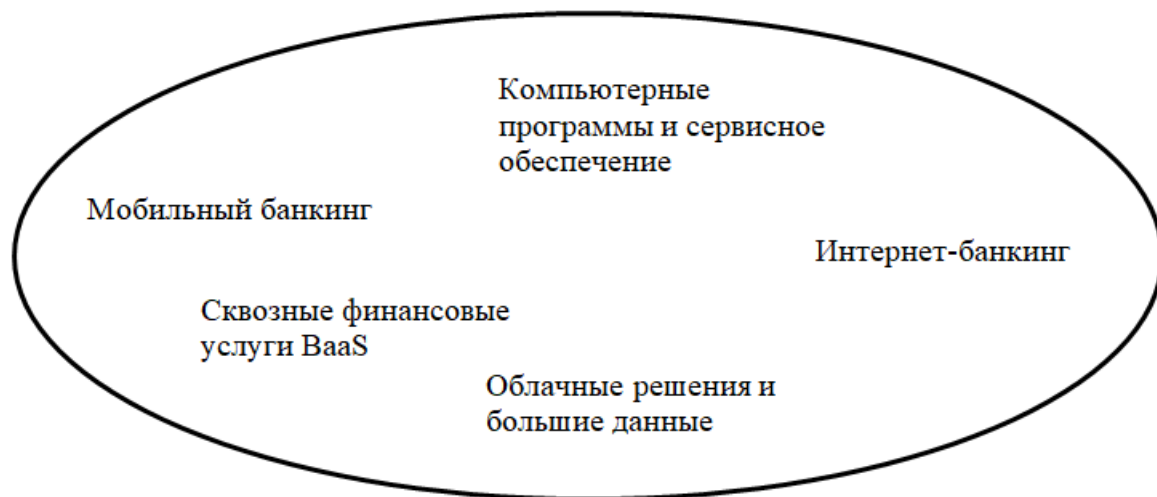 Компьютерные
программы и сервисное
обеспечение
Мобильный банкинг
Интернет-банкинг
Сквозные финансовые
услуги BaaS
Облачные решения и
большие данные